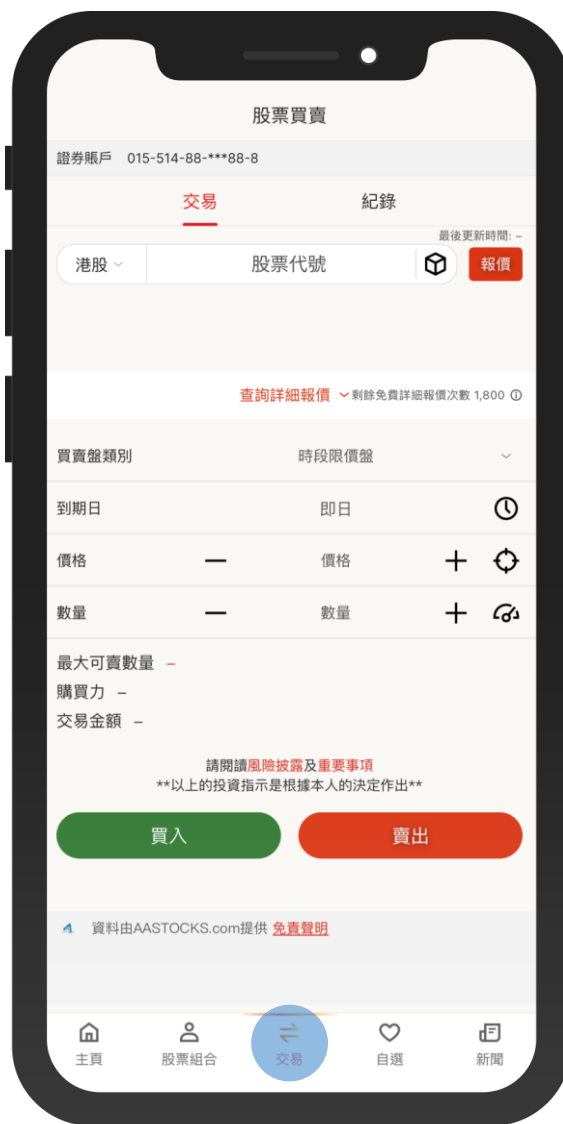 股票買賣
證券賬戶 015-514-88-***88-8
交易 紀錄
最後更新時間: –
港股 股票代號 報價
查詢詳細報價 剩餘免費詳細報價次數 1,800
買賣盤類別 時段限價盤
到期日 即日
價格 價格
數量 數量
最大可賣數量 –
購買力 –
交易金額 –
請閱讀風險披露及重要事項
**以上的投資指示是根據本人的決定作出**
買入 賣出
資料由AASTOCKS.com提供 免責聲明
主頁 股票組合 交易 自選 新聞